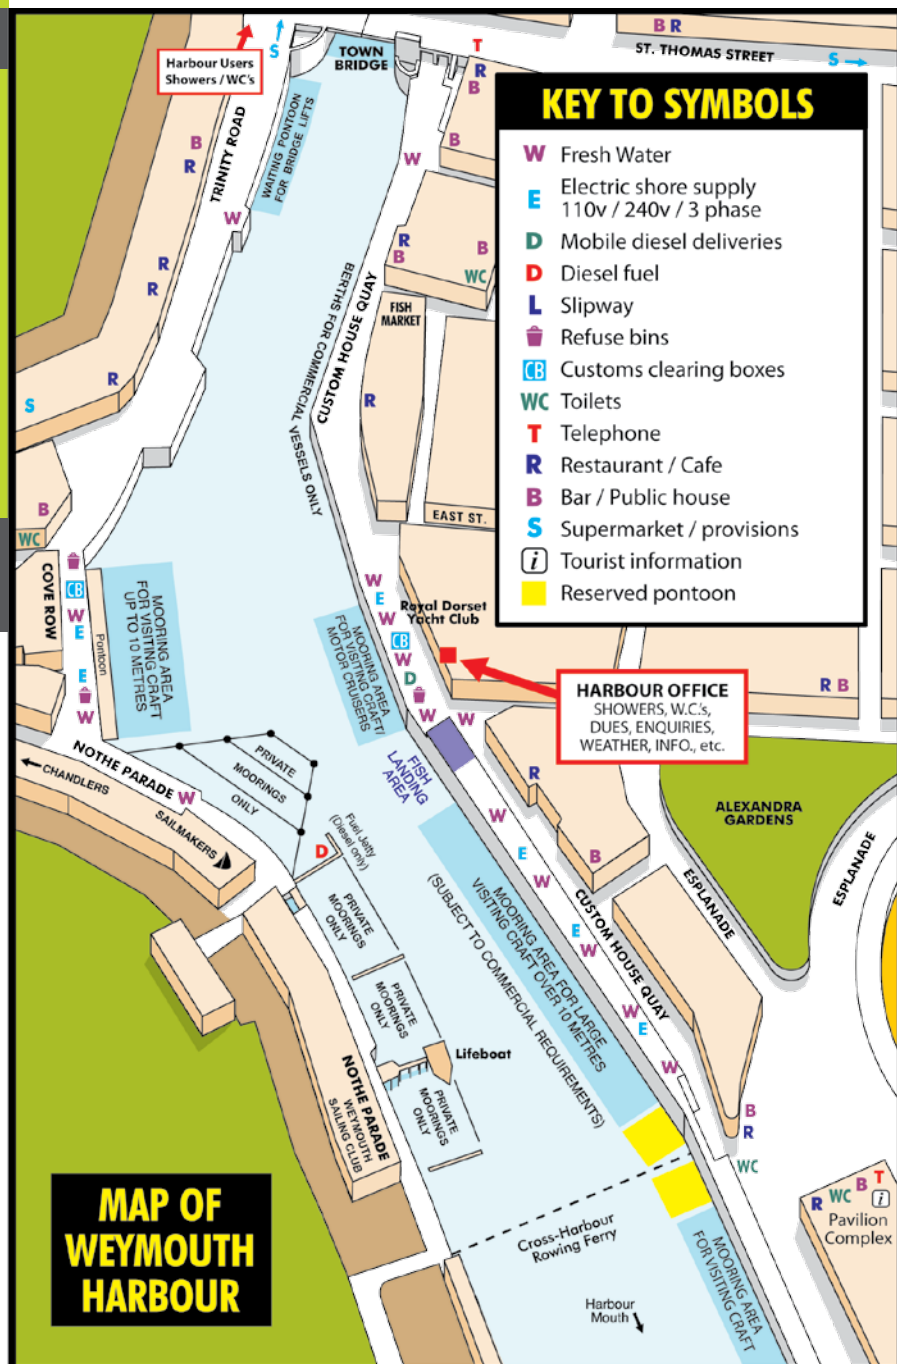 Harbour Users
Showers / WC's
S
TOWN
BRIDGE
T
B R
ST. THOMAS STREET
S
R
B
KEY TO SYMBOLS
W Fresh Water
E Electric shore supply
110v / 240v / 3 phase
D Mobile diesel deliveries
D Diesel fuel
L Slipway
Refuse bins
CB Customs clearing boxes
WC Toilets
T Telephone
R Restaurant / Cafe
B Bar / Public house
S Supermarket / provisions
i Tourist information
Reserved pontoon
WAITING PONTOON
FOR BRIDGE LIFTS
TRINITY ROAD
B
R
B
W
W
R
B
B
WC
R
R
BERTHS FOR COMMERCIAL VESSELS ONLY
CUSTOM HOUSE QUAY
FISH
MARKET
R
R
S
B
WC
EAST ST.
COVE ROW
CB
W
E
E
W
Pontoon
MOORING AREA
FOR VISITING CRAFT
UP TO 10 METRES
W
E
W
Royal Dorset
Yacht Club
CB
W
D
W
W
MOORING AREA
FOR VISITING CRAFT/
MOTOR CRUISERS
HARBOUR OFFICE
SHOWERS, W.C.'s,
DUES, ENQUIRIES,
WEATHER, INFO., etc.
R B
NOTHE PARADE
W
CHANDLERS
SAILMAKERS
PRIVATE
MOORINGS
ONLY
FISH
LANDING
AREA
R
B
ALEXANDRA
GARDENS
ESPLANADE
ESPLANADE
Fuel Jetty
(Diesel only)
D
W
E
W
E
W
W
E
W
CUSTOM HOUSE QUAY
MOORING AREA FOR LARGE
VISITING CRAFT OVER 10 METRES
(SUBJECT TO COMMERCIAL REQUIREMENTS)
PRIVATE
MOORINGS
ONLY
PRIVATE
MOORINGS
ONLY
Lifeboat
PRIVATE
MOORINGS
ONLY
NOTHE PARADE
WEYMOUTH
SAILING CLUB
B
R
WC
R WC B T
i
Pavilion
Complex
MAP OF
WEYMOUTH
HARBOUR
Cross-Harbour
Rowing Ferry
MOORING AREA
FOR VISITING CRAFT
Harbour
Mouth